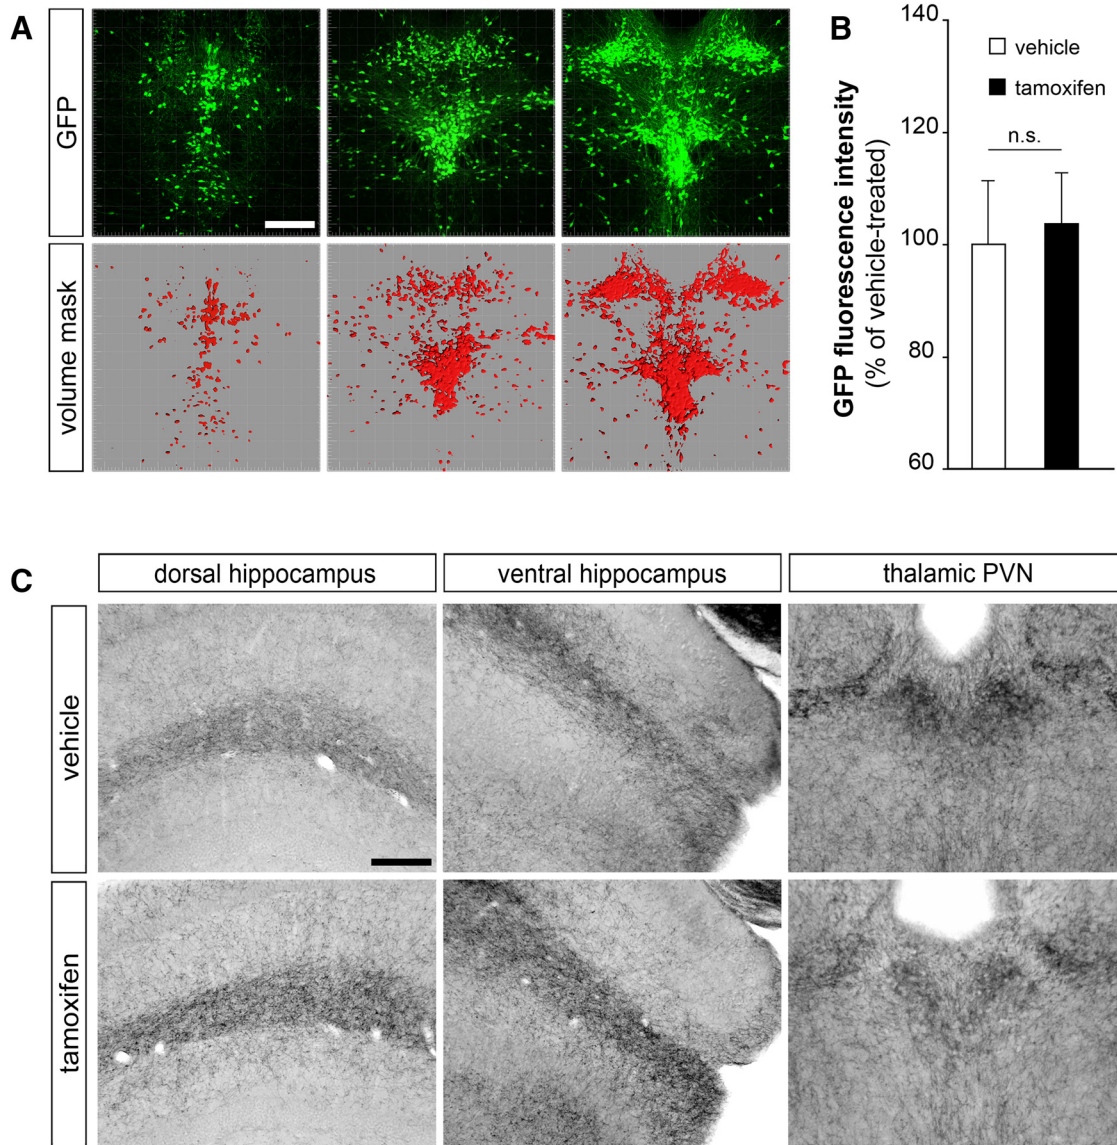 A
GFP
volume mask
B
GFP fluorescence intensity
(% of vehicle-treated)
140
120
100
80
60
vehicle
tamoxifen
n.s.
C
dorsal hippocampus
ventral hippocampus
thalamic PVN
vehicle
tamoxifen